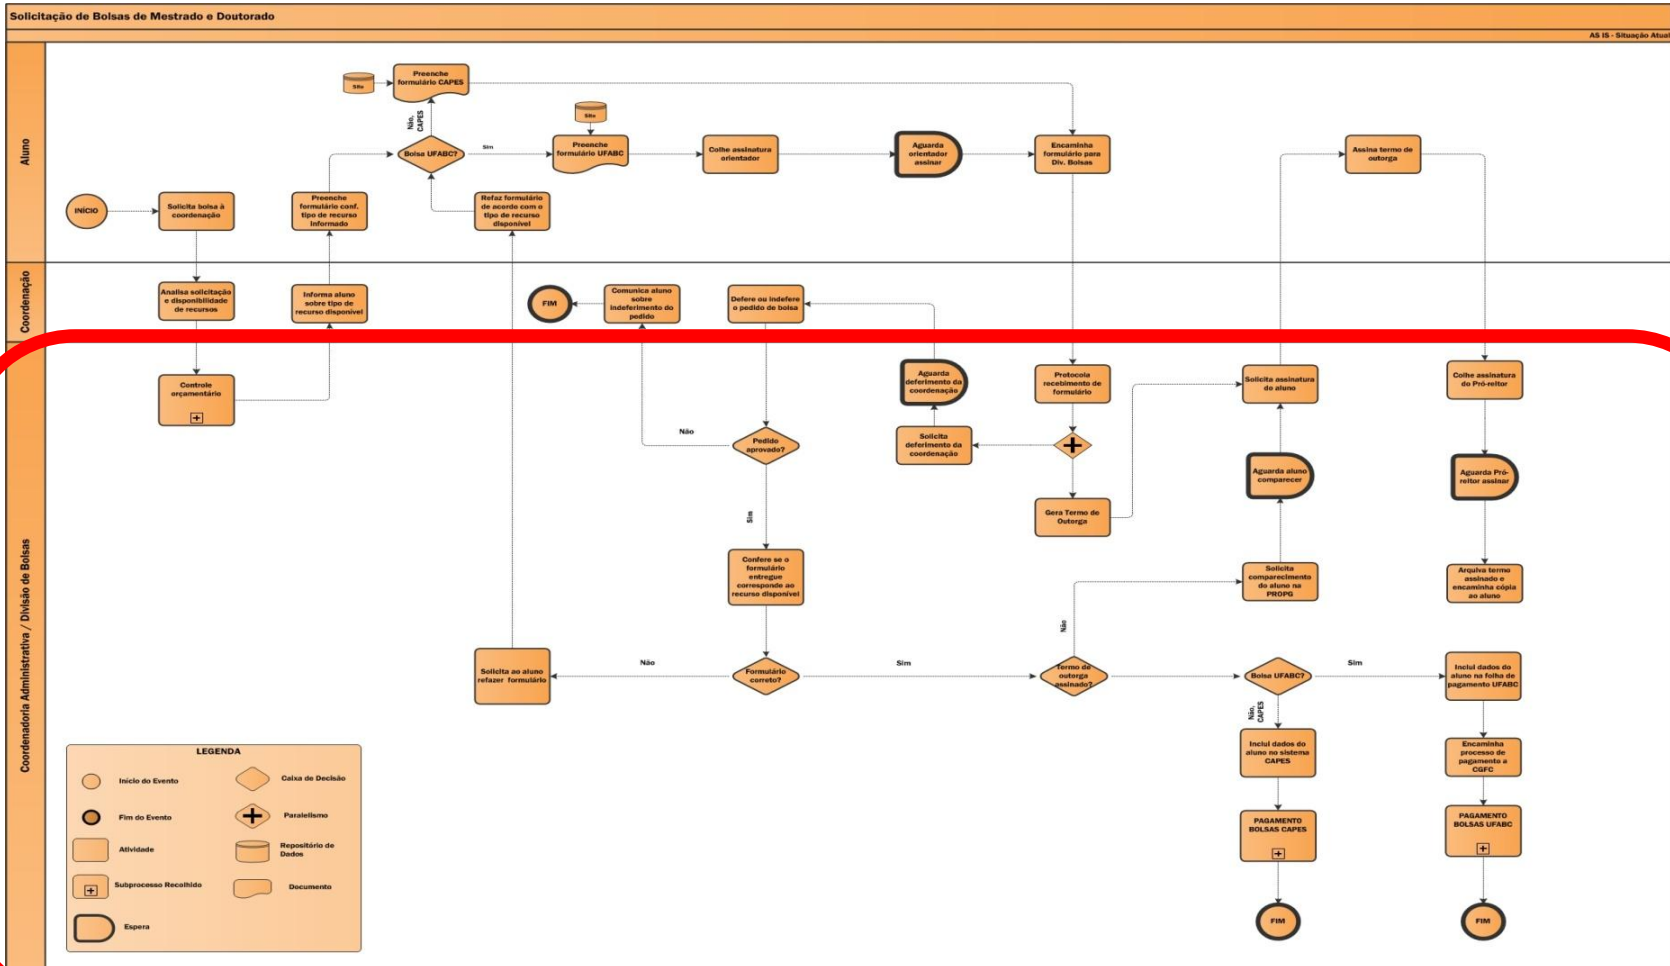 Solicitação de Bolsas de Mestrado e Doutorado
AS IS - Situação Atual
Aluno
Site
Preenche
formulário CAPES
Não,
CAPES
Bolsa UFABC?
Sim
Site
Preenche
formulário UFABC
Colhe assinatura
orientador
Aguarda
orientador
assinar
Encaminha
formulário para
Div. Bolsas
Assina termo de
outorga
INÍCIO
Solicita bolsa à
coordenação
Preenche
formulário conf.
tipo de recurso
informado
Refaz formulário
de acordo com o
tipo de recurso
disponível
Coordenação
Analisa solicitação
e disponibilidade
de recursos
Informa aluno
sobre tipo de
recurso disponível
FIM
Comunica aluno
sobre
indeferimento do
pedido
Defere ou indefere
o pedido de bolsa
Coordenadoria Administrativa / Divisão de Bolsas
Controle
orçamentário
Não
Pedido
aprovado?
Aguarda
deferimento da
coordenação
Solicita
deferimento da
coordenação
Protocola
recebimento de
formulário
Gera Termo de
Outorga
Solicita assinatura
do aluno
Aguarda aluno
comparecer
Solicita
comparecimento
do aluno na
PROPG
Colhe assinatura
do Pró-reitor
Aguarda Pró-
reitor assinar
Arquiva termo
assinado e
encaminha cópia
ao aluno
Sim
Confere se o
formulário
entregue
corresponde ao
recurso disponível
Solicita ao aluno
refazer formulário
Não
Formulário
correto?
Sim
Não
Termo de
outorga
assinado?
Bolsa UFABC?
Sim
Inclui dados do
aluno na folha de
pagamento UFABC
Não,
CAPES
Inclui dados do
aluno no sistema
CAPES
Encaminha
processo de
pagamento a
CGFC
PAGAMENTO
BOLSAS CAPES
PAGAMENTO
BOLSAS UFABC
FIM
FIM
LEGENDA
Início do Evento
Caixa de Decisão
Fim do Evento
Paralelismo
Atividade
Repositório de
Dados
Subprocesso Recolhido
Documento
Espera